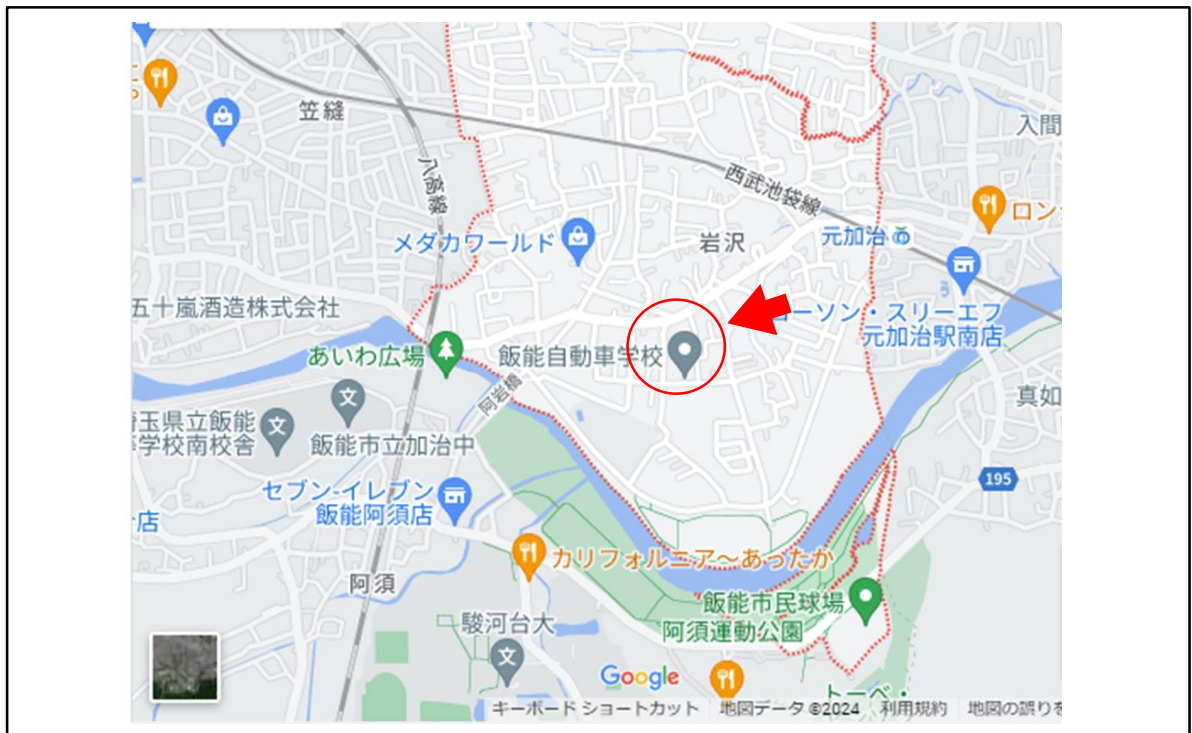 笠縫
入間
八高線
西武池袋線
ロン
メダカワールド
岩沢
元加治
五十嵐酒造株式会社
ーソン・スリーエフ
元加治駅南店
あいわ広場
飯能自動車学校
阿岩橋
真如
埼玉県立飯能
学校南校舎
飯能市立加治中
195
セブン-イレブン
飯能阿須店
店
カリフォルニア～あったか
阿須
飯能市民球場
阿須運動公園
駿河台大
Google
トーベ・
キーボード ショートカット 地図データ ©2024 利用規約 地図の誤りを